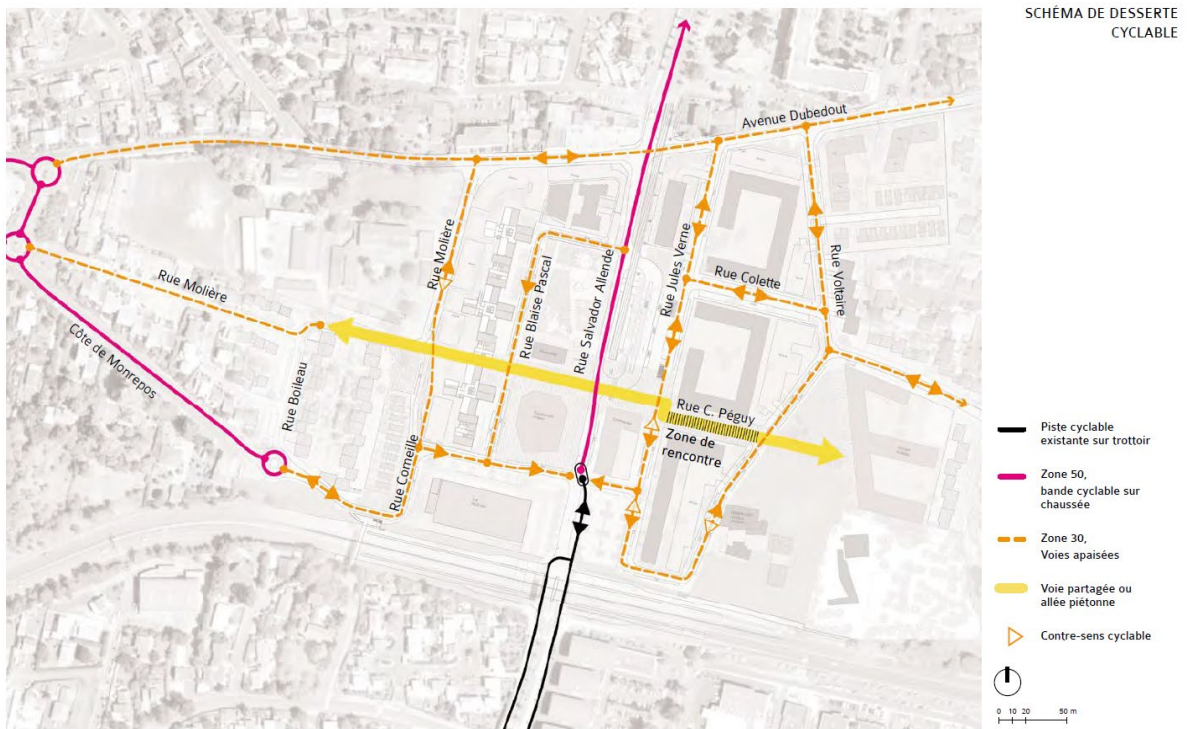 SCHÉMA DE DESSERTE
CYCLABLE
Avenue Dubedout
Rue Molière
Rue Jules Verne
Rue Blaise Pascal
Rue Salvador Allende
Rue Colette
Rue Voltaire
Rue Molière
Côte de Monrepos
Rue Boileau
Rue C. Péguy
Zone de
rencontre
Rue Corneille
Piste cyclable
existante sur trottoir
Zone 50,
bande cyclable sur
chaussée
Zone 30,
Voies apaisées
Voie partagée ou
allée piétonne
Contre-sens cyclable
0 10 20 50 m